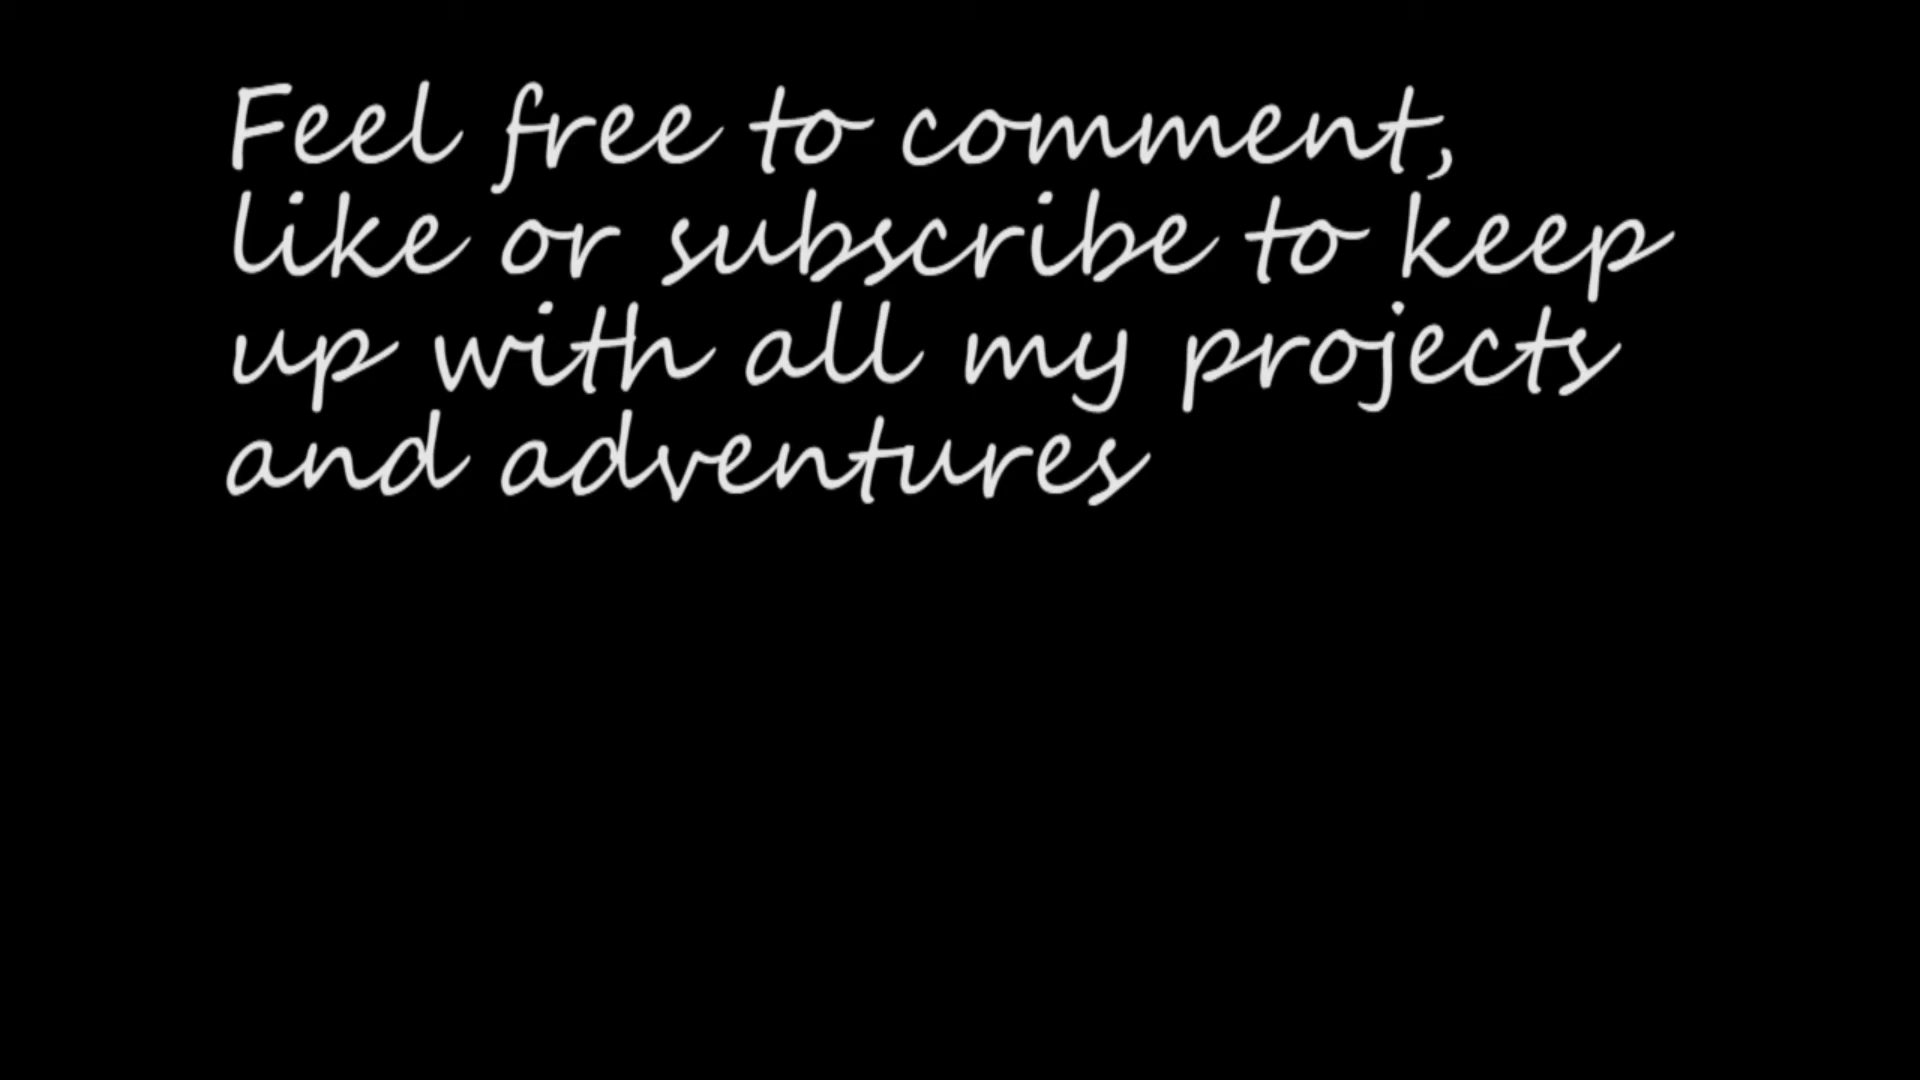 Feel free to comment,
like or subscribe to keep
up with all my projects
and adventures